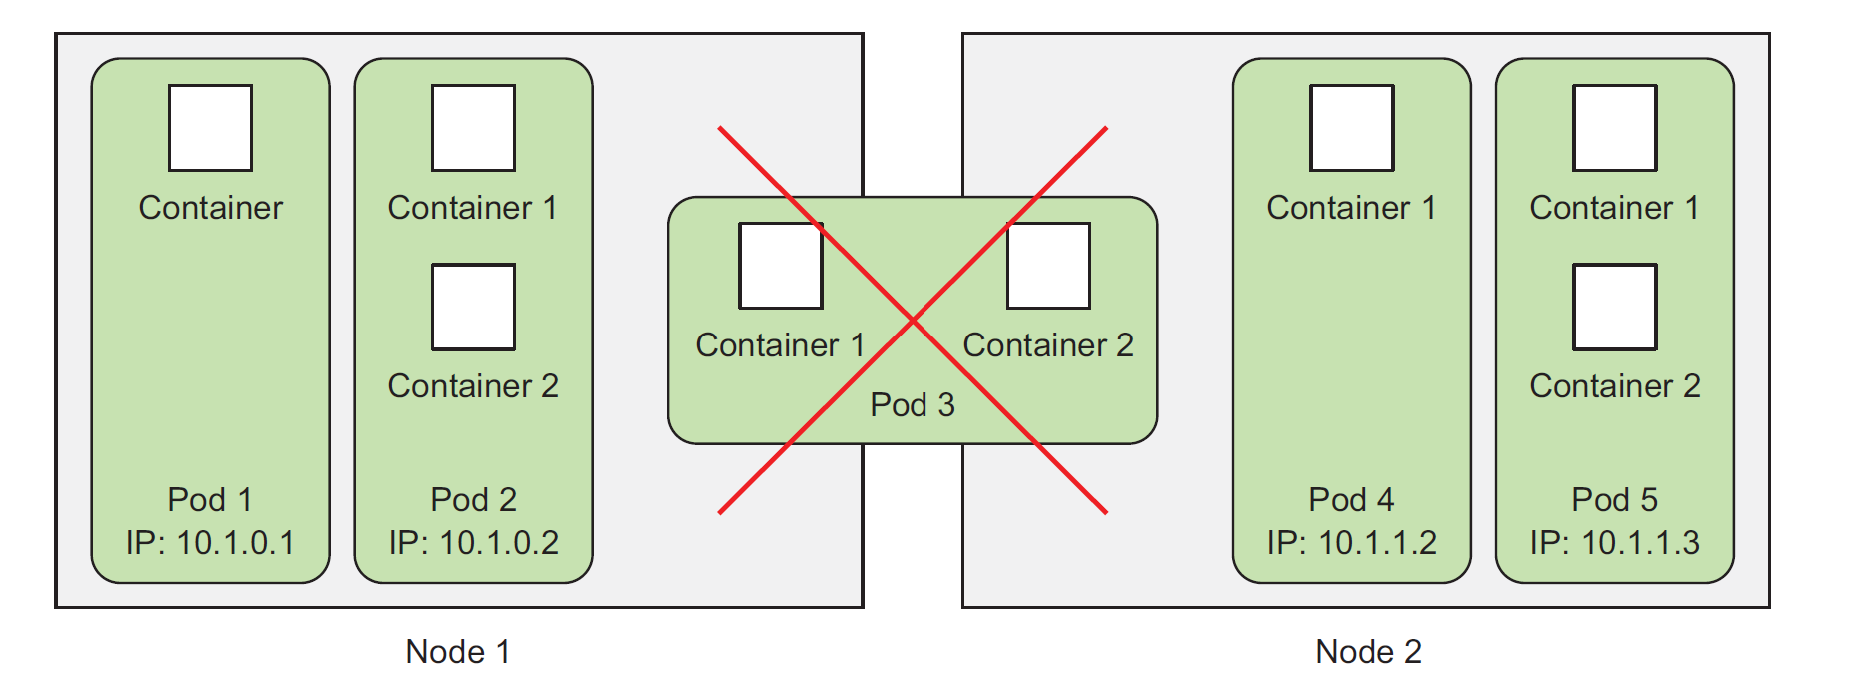 Container
Pod 1
IP: 10.1.0.1
Container 1
Container 2
Pod 2
IP: 10.1.0.2
Container 1
Container 2
Pod 3
Container 1
Pod 4
IP: 10.1.1.2
Container 1
Container 2
Pod 5
IP: 10.1.1.3
Node 1
Node 2